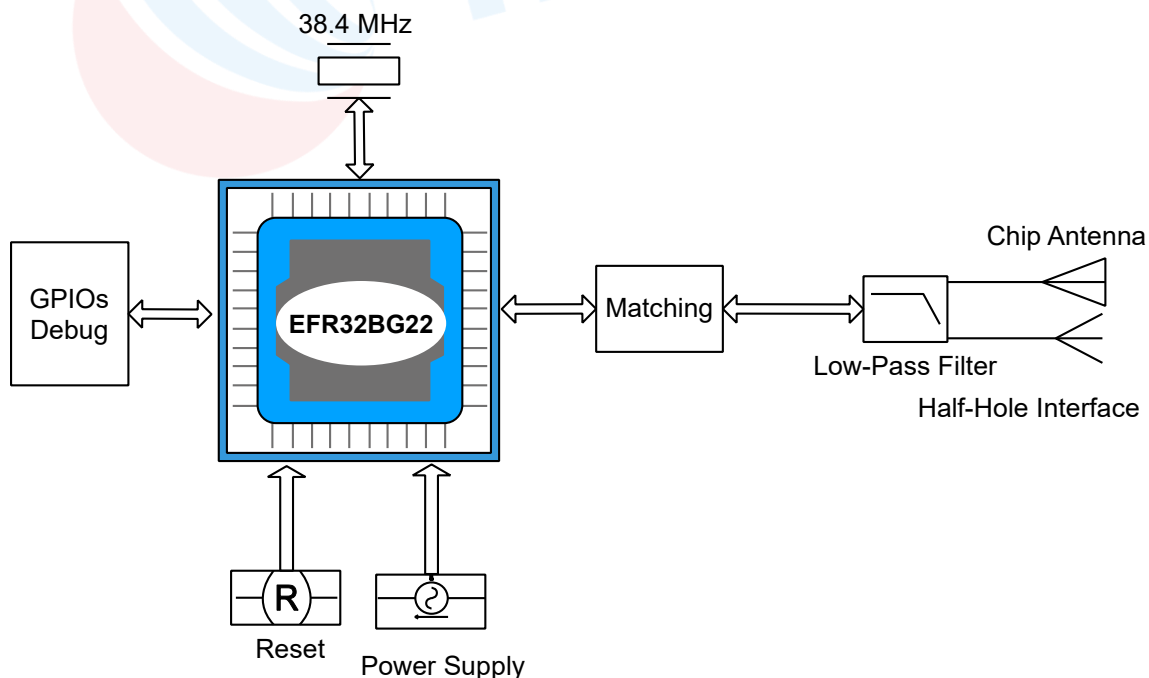 38.4 MHz
GPIOs
Debug
EFR32BG22
Matching
Chip Antenna
Low-Pass Filter
Half-Hole Interface
R
Reset
Power Supply